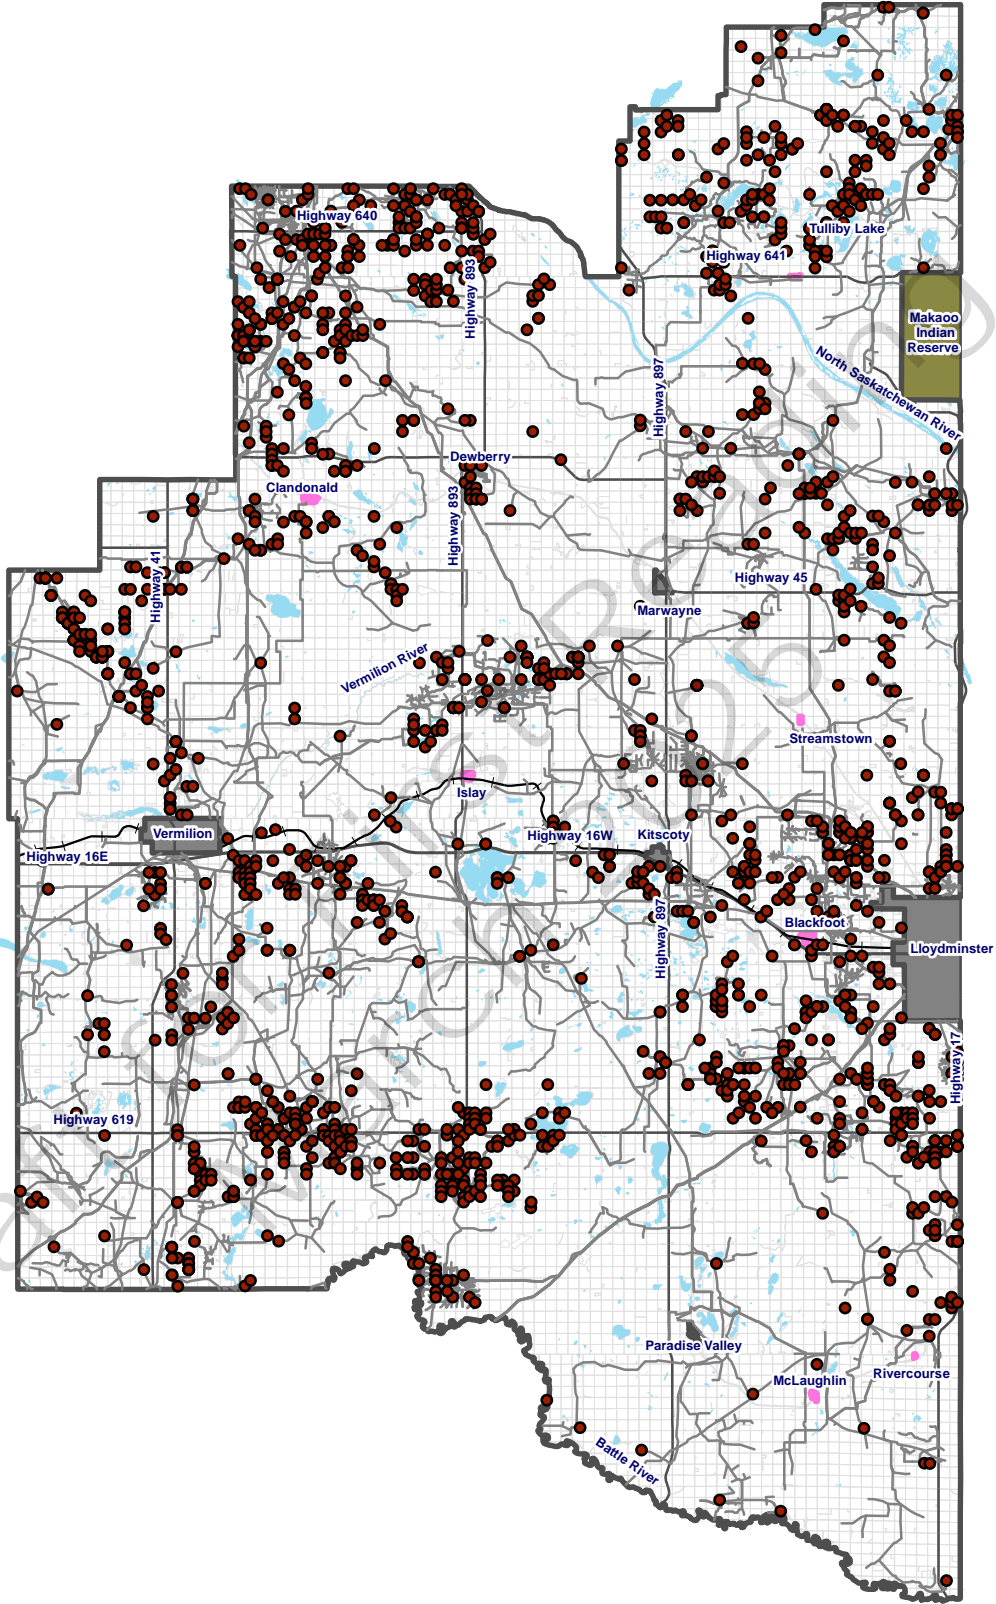 Highway 640
Tulliby Lake
Highway 641
Highway 893
Makaoo
Indian
Reserve
North Saskatchewan River
Highway 897
Dewberry
Clandonald
Highway 893
Highway 41
Highway 45
Marwayne
Vermilion River
Streamstown
Islay
Vermilion
Highway 16W
Kitscoty
Highway 16E
Blackfoot
Highway 897
Lloydminster
Highway 17
Highway 619
Paradise Valley
McLaughlin
Rivercourse
Battle River